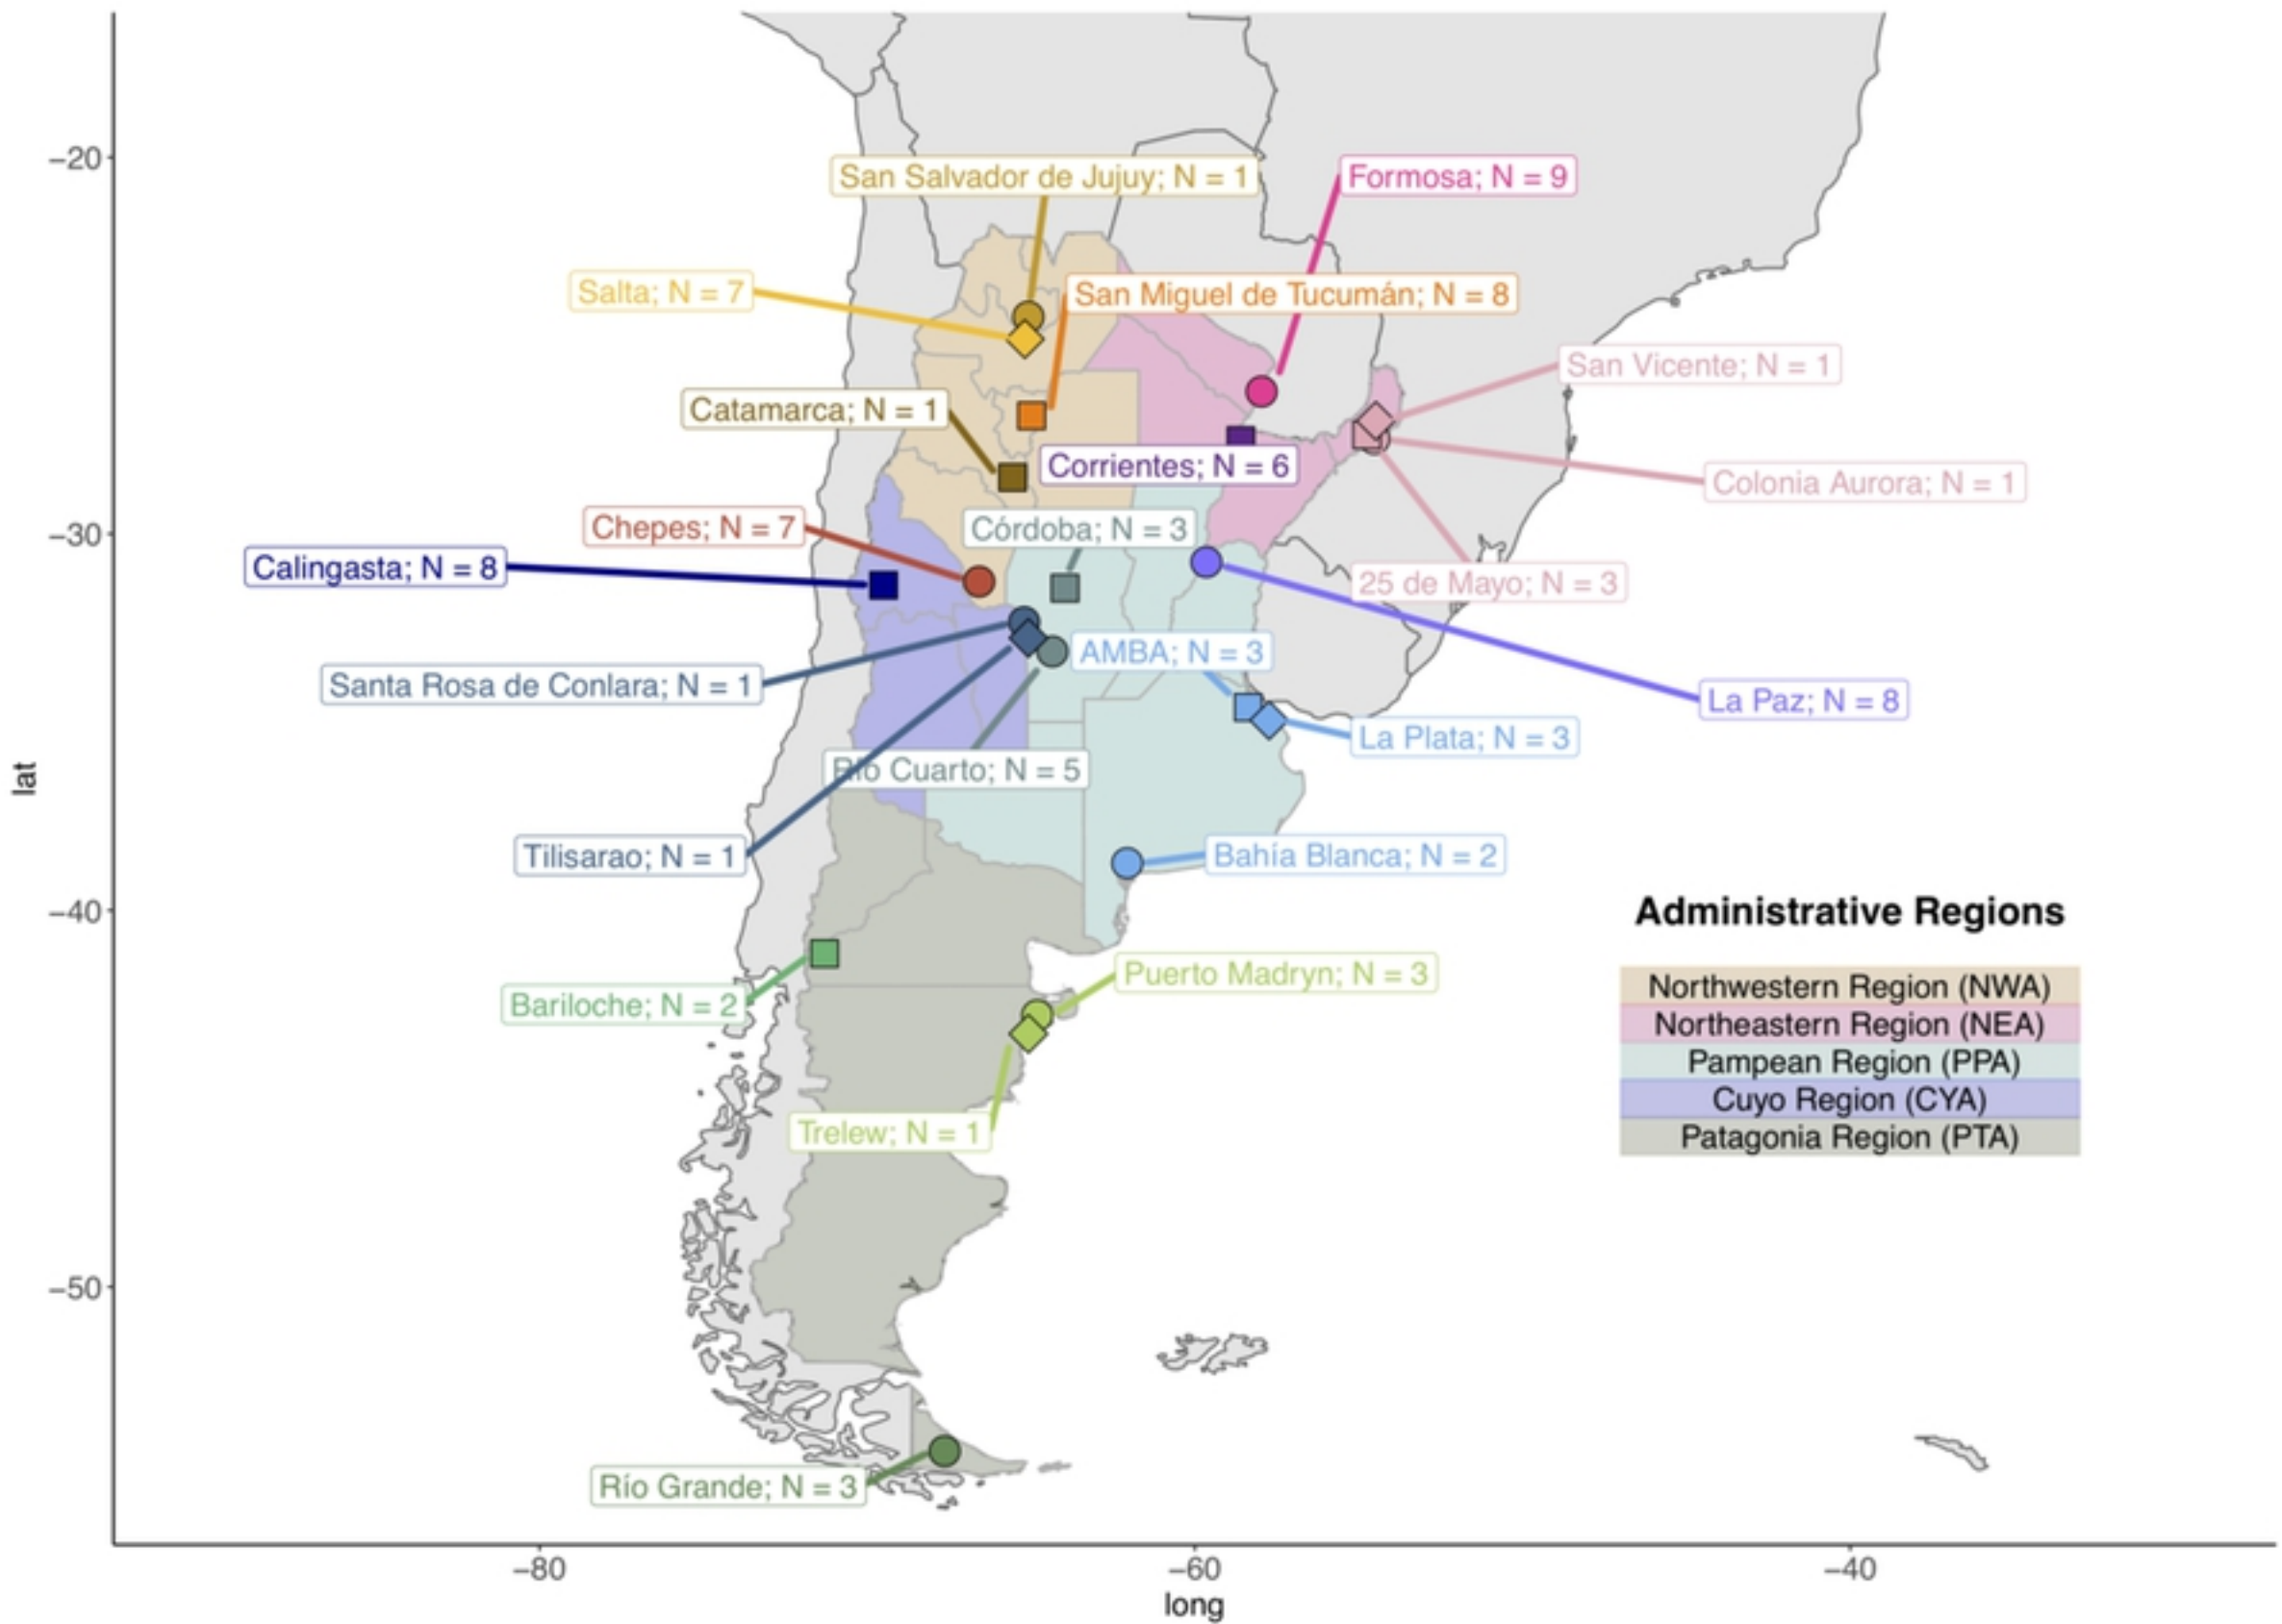 −20
San Salvador de Jujuy; N = 1
Formosa; N = 9
Salta; N = 7
San Miguel de Tucumán; N = 8
San Vicente; N = 1
Catamarca; N = 1
Corrientes; N = 6
Colonia Aurora; N = 1
−30
Chepes; N = 7
Córdoba; N = 3
Calingasta; N = 8
25 de Mayo; N = 3
AMBA; N = 3
Santa Rosa de Conlara; N = 1
La Paz; N = 8
La Plata; N = 3
lat
Río Cuarto; N = 5
Tilisarao; N = 1
Bahía Blanca; N = 2
−40
Administrative Regions
Puerto Madryn; N = 3
Bariloche; N = 2
Northwestern Region (NWA)
Northeastern Region (NEA)
Pampean Region (PPA)
Cuyo Region (CYA)
Patagonia Region (PTA)
Trelew; N = 1
−50
Río Grande; N = 3
−80
−60
−40
long